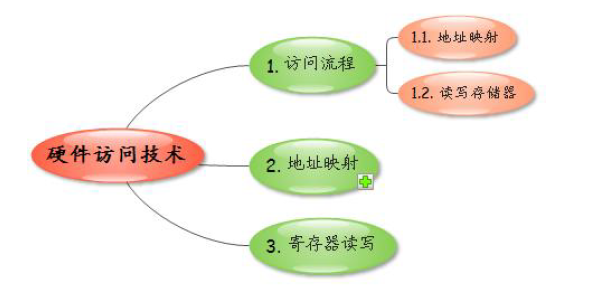 硬件访问技术
1. 访问流程
1.1. 地址映射
1.2. 读写存储器
2. 地址映射
3. 寄存器读写